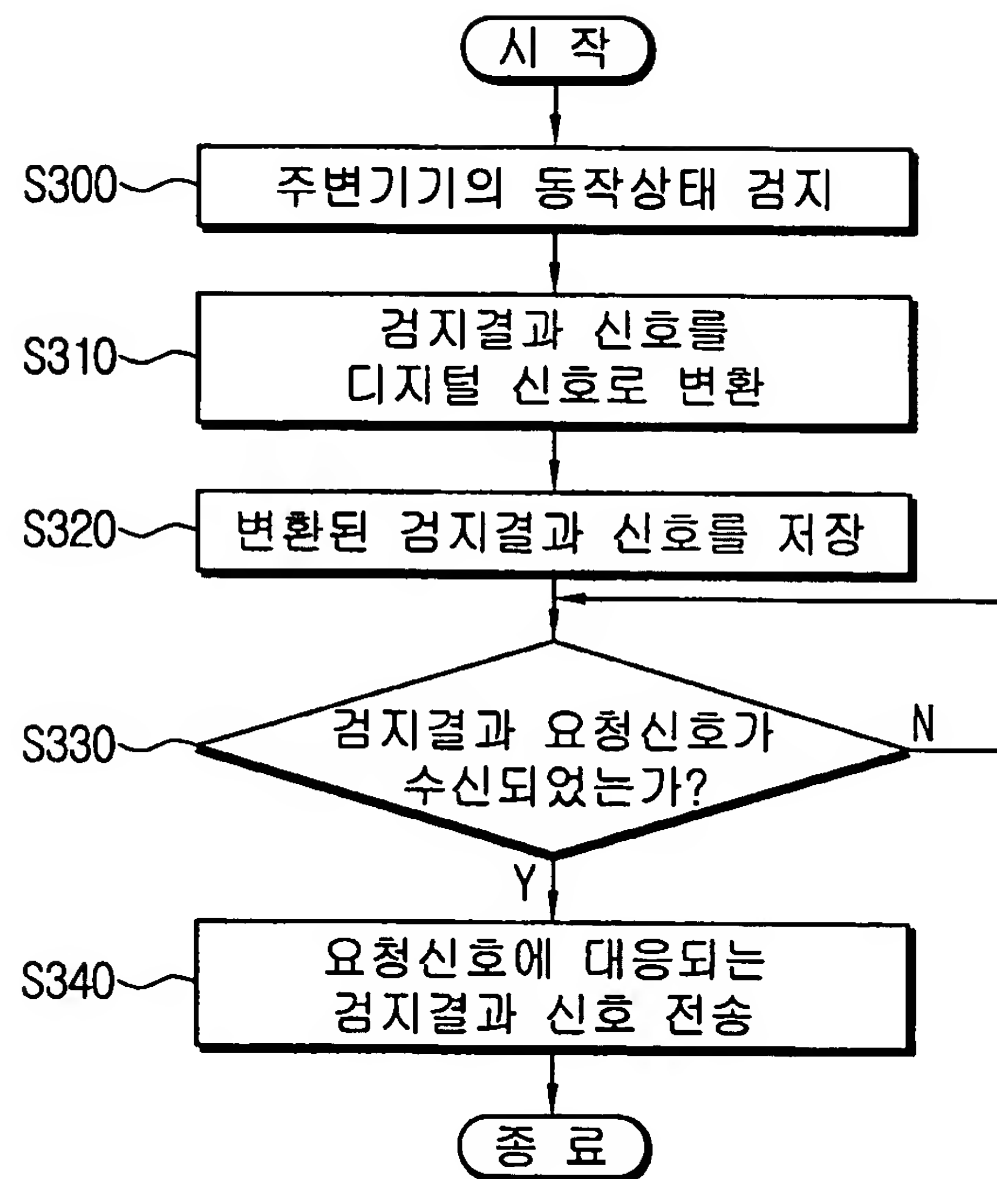 시 작
S300
주변기기의 동작상태 검지
S310
검지결과 신호를
디지털 신호로 변환
S320
변환된 검지결과 신호를 저장
S330
검지결과 요청신호가
수신되었는가?
N
Y
S340
요청신호에 대응되는
검지결과 신호 전송
종 료